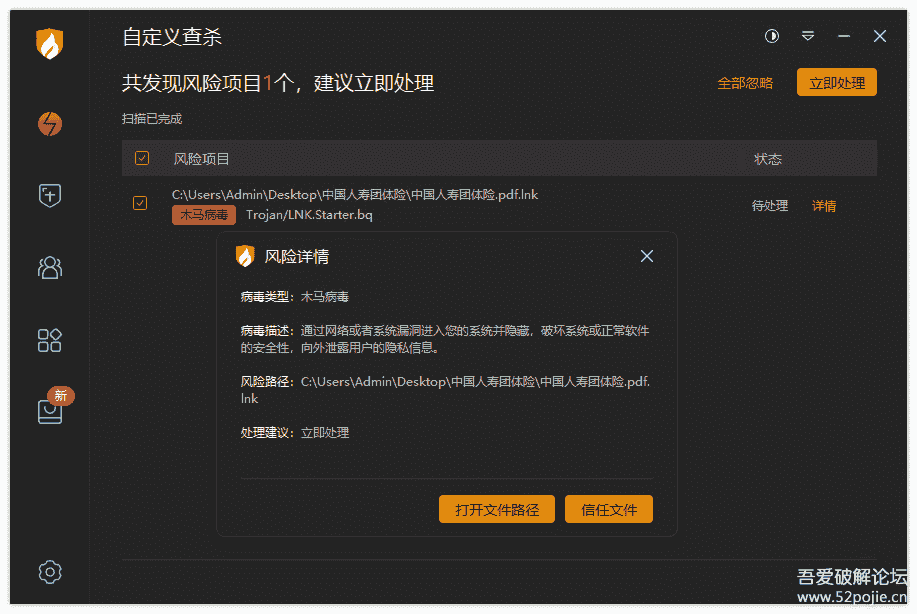 自定义查杀
共发现风险项目1个，建议立即处理
全部忽略
立即处理
扫描已完成
风险项目
状态
C:\Users\Admin\Desktop\中国人寿团体险\中国人寿团体险.pdf.lnk
木马病毒 Trojan/LNK.Starter.bq
待处理
详情
风险详情
病毒类型：木马病毒
病毒描述：通过网络或者系统漏洞进入您的系统并隐藏，破坏系统或正常软件
的安全性，向外泄露用户的隐私信息。
风险路径：C:\Users\Admin\Desktop\中国人寿团体险\中国人寿团体险.pdf.
lnk
处理建议：立即处理
新
打开文件路径
信任文件
吾爱破解论坛
www.52pojie.cn